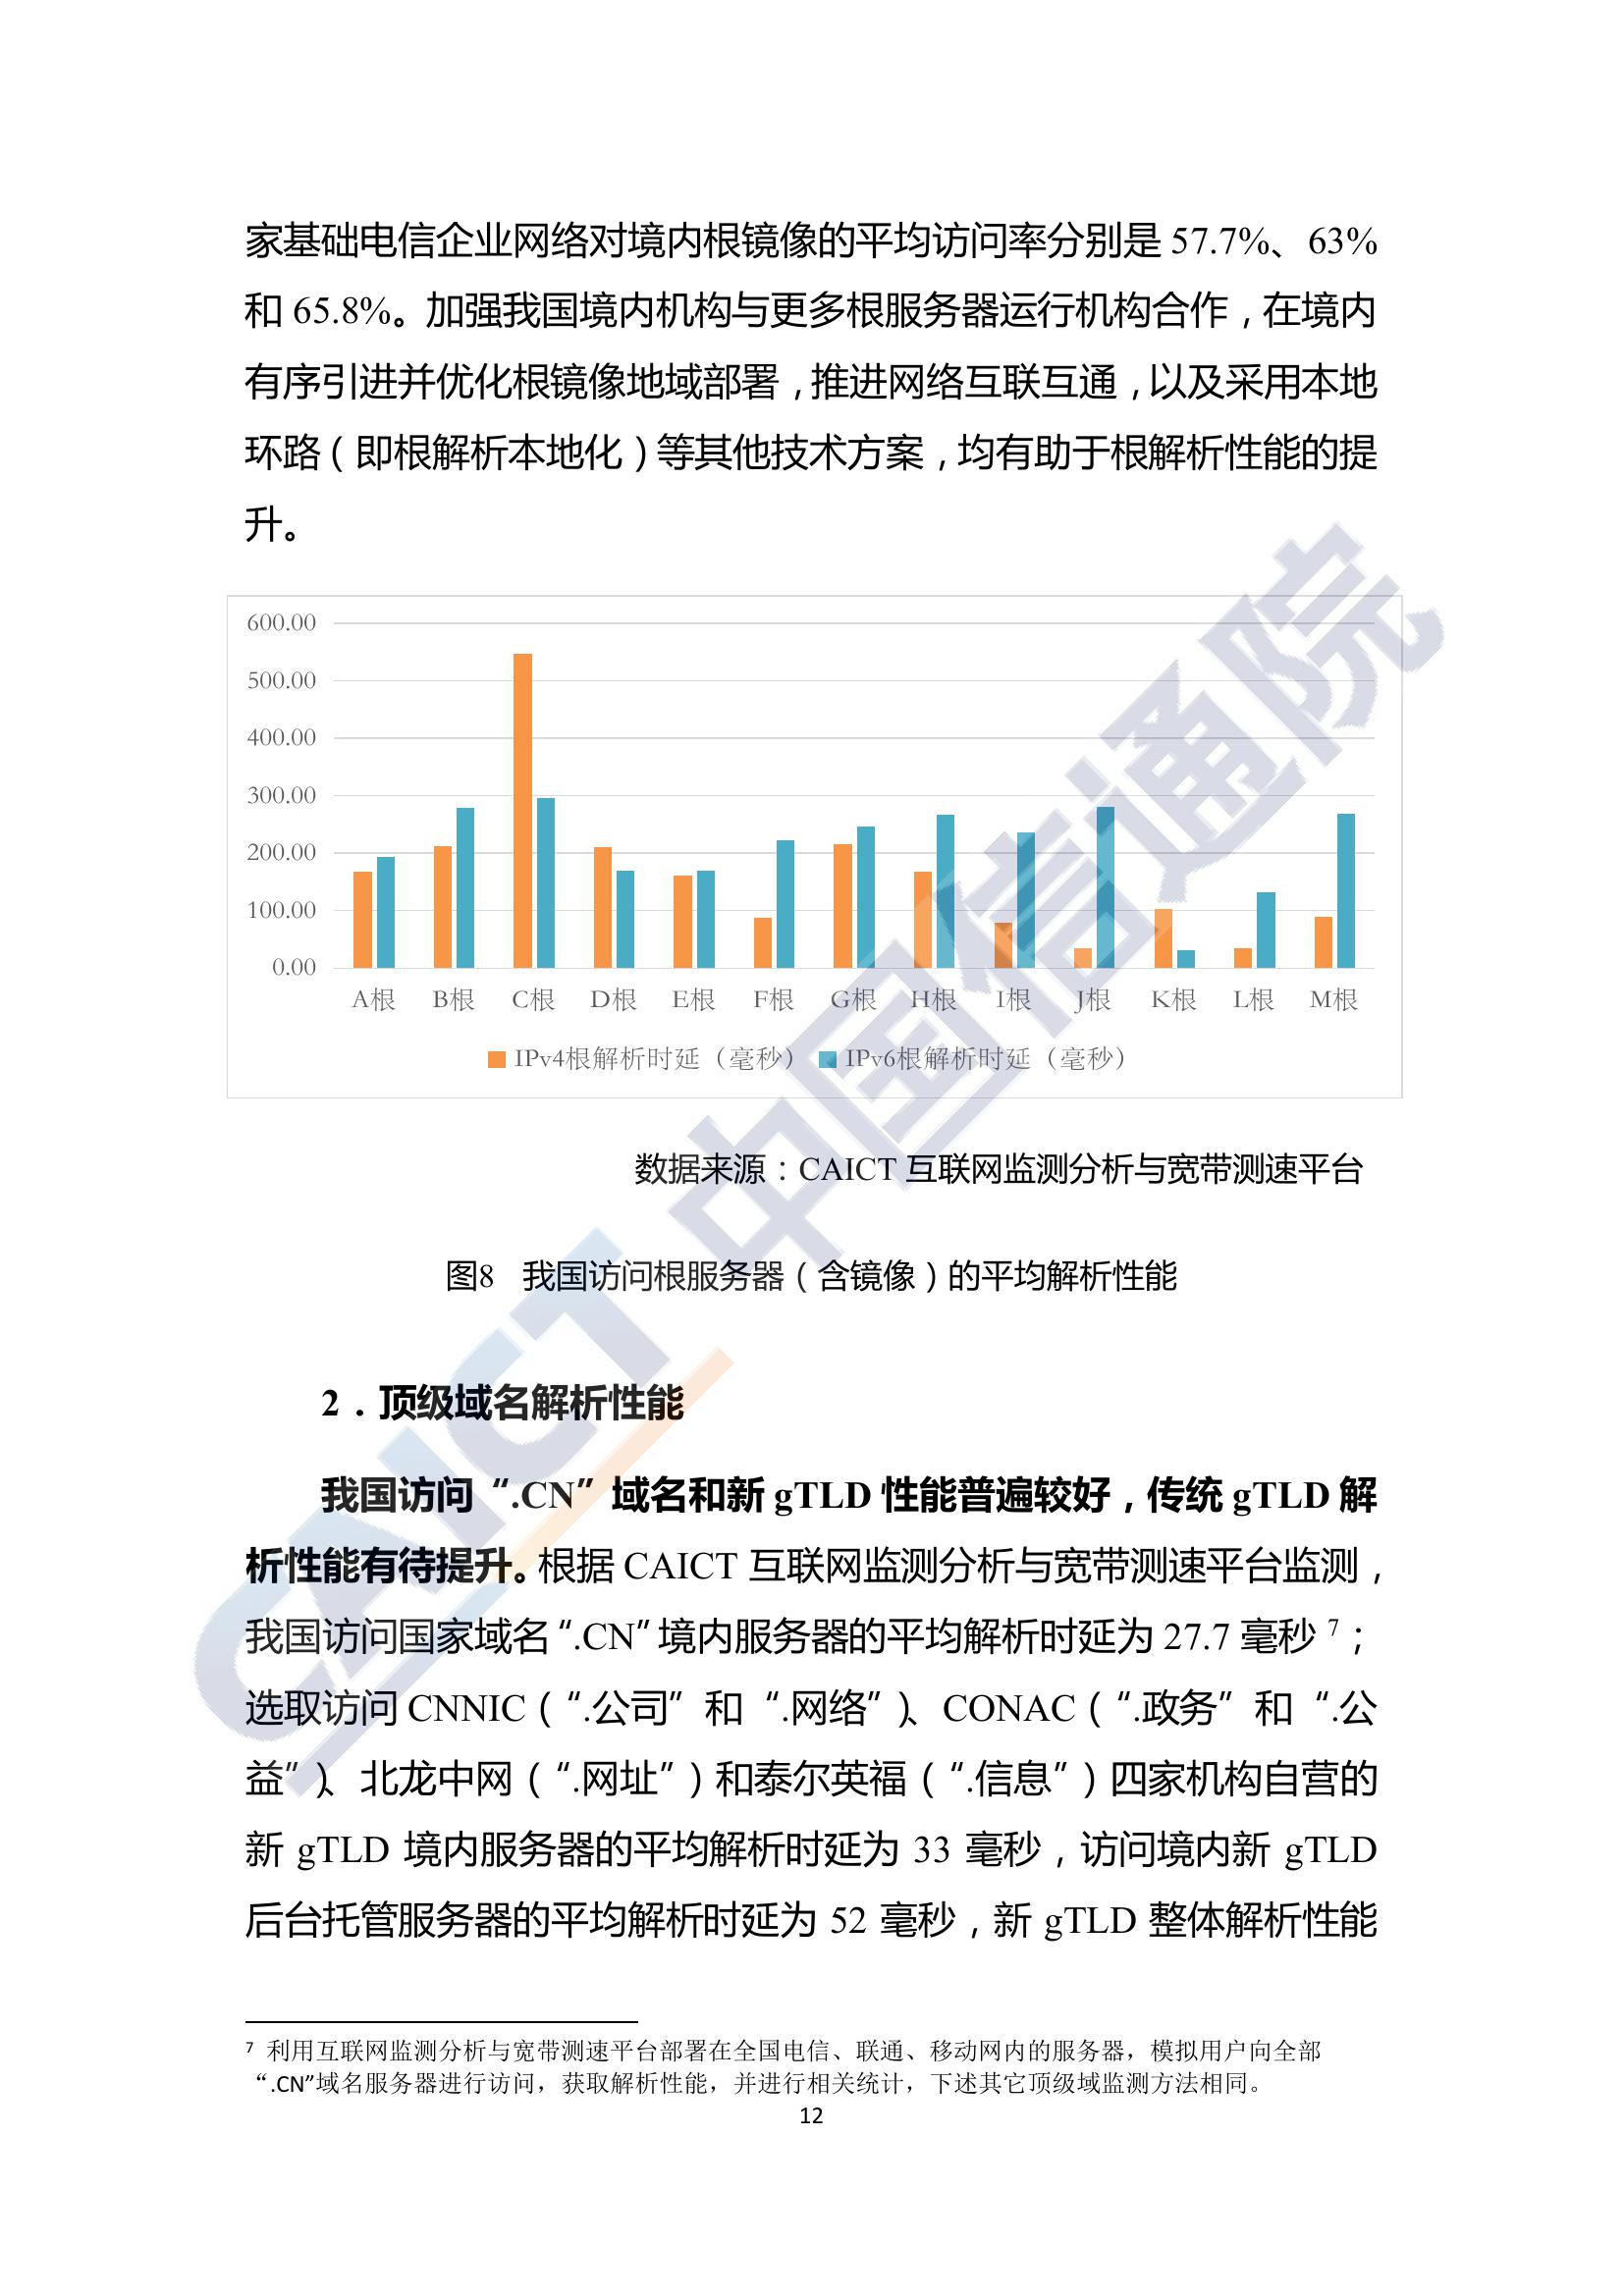 家基础电信企业网络对境内根镜像的平均访问率分别是 57.7%、63%
和 65.8%。加强我国境内机构与更多根服务器运行机构合作，在境内
有序引进并优化根镜像地域部署，推进网络互联互通，以及采用本地
环路（即根解析本地化）等其他技术方案，均有助于根解析性能的提
升。
600.00
500.00
400.00
300.00
200.00
100.00
0.00
A根 B根 C根 D根 E根 F根 G根 H根 I根 J根 K根 L根 M根
IPv4根解析时延（毫秒） IPv6根解析时延（毫秒）
数据来源：CAICT 互联网监测分析与宽带测速平台
图8 我国访问根服务器（含镜像）的平均解析性能
2．顶级域名解析性能
我国访问“.CN”域名和新 gTLD 性能普遍较好，传统 gTLD 解
析性能有待提升。根据 CAICT 互联网监测分析与宽带测速平台监测，
我国访问国家域名“.CN”境内服务器的平均解析时延为 27.7 毫秒 7；
选取访问 CNNIC（“.公司”和“.网络”）、CONAC（“.政务”和“.公
益”）、北龙中网（“.网址”）和泰尔英福（“.信息”）四家机构自营的
新 gTLD 境内服务器的平均解析时延为 33 毫秒，访问境内新 gTLD
后台托管服务器的平均解析时延为 52 毫秒，新 gTLD 整体解析性能
7 利用互联网监测分析与宽带测速平台部署在全国电信、联通、移动网内的服务器，模拟用户向全部
“.CN”域名服务器进行访问，获取解析性能，并进行相关统计，下述其它顶级域监测方法相同。
12
CAICT 中国信通院